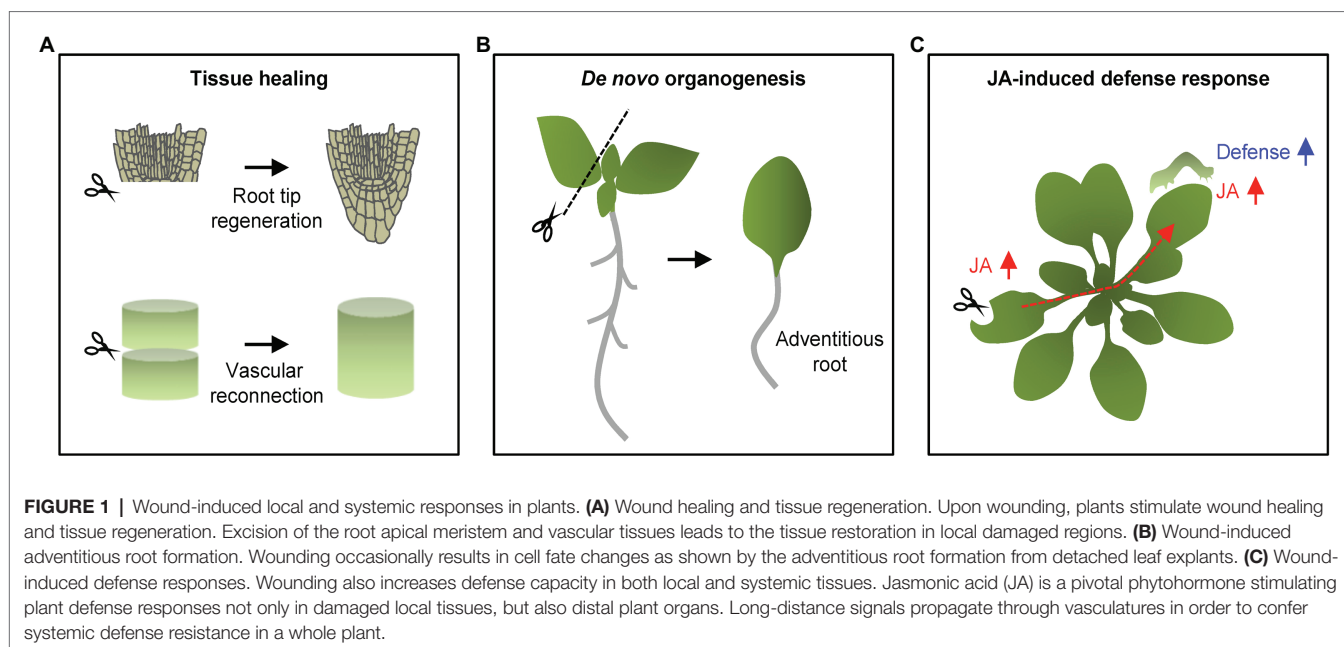 A
Tissue healing
Root tip
regeneration
Vascular
reconnection
B
De novo organogenesis
Adventitious
root
C
JA-induced defense response
Defense
JA
JA
FIGURE 1 | Wound-induced local and systemic responses in plants. (A) Wound healing and tissue regeneration. Upon wounding, plants stimulate wound healing
and tissue regeneration. Excision of the root apical meristem and vascular tissues leads to the tissue restoration in local damaged regions. (B) Wound-induced
adventitious root formation. Wounding occasionally results in cell fate changes as shown by the adventitious root formation from detached leaf explants. (C) Wound-
induced defense responses. Wounding also increases defense capacity in both local and systemic tissues. Jasmonic acid (JA) is a pivotal phytohormone stimulating
plant defense responses not only in damaged local tissues, but also distal plant organs. Long-distance signals propagate through vasculatures in order to confer
systemic defense resistance in a whole plant.